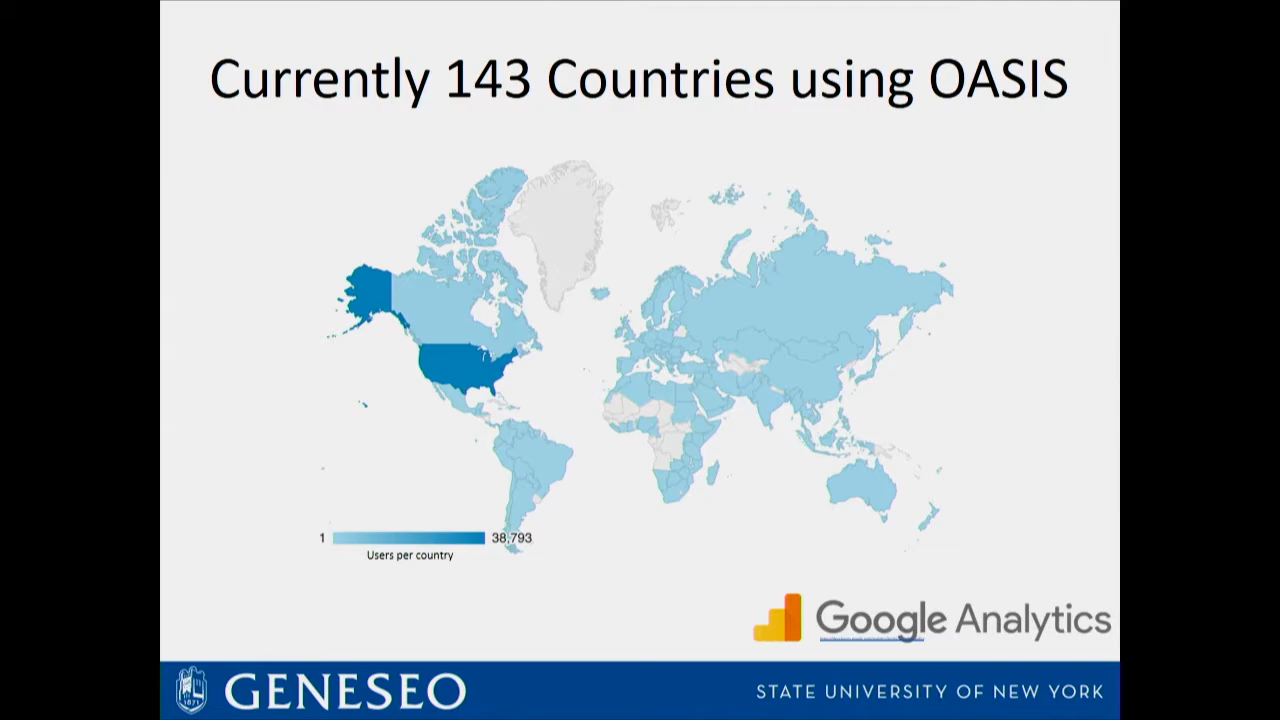 Currently 143 Countries using OASIS
1
38,793
Users per country
Google Analytics
1871
GENESEO
STATE UNIVERSITY OF NEW YORK